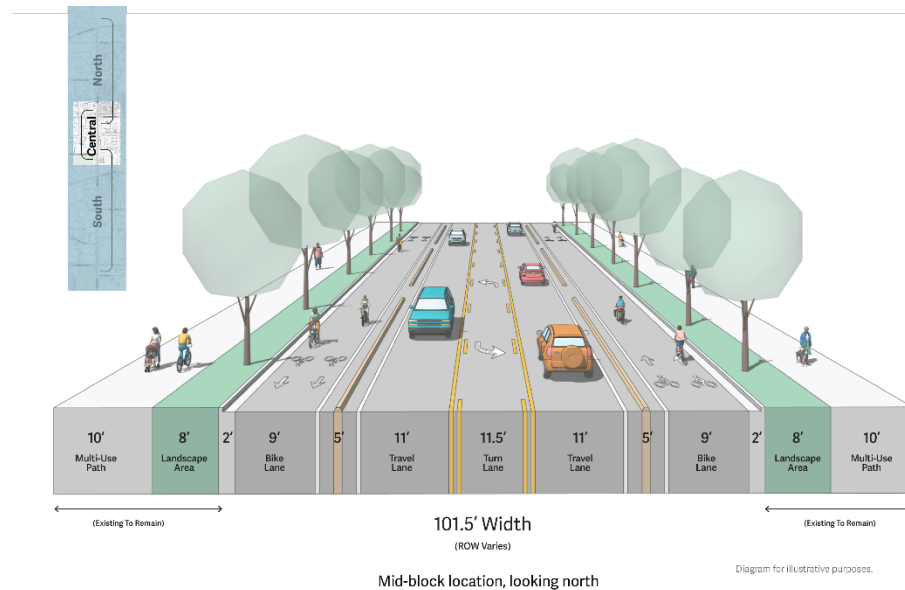 North
Central
South
10’
8’
2’
9’
5’
11’
11.5’
11’
5’
9’
2’
8’
10’
Multi-Use
Path
Landscape
Area
Bike
Lane
Travel
Lane
Turn
Lane
Travel
Lane
Bike
Lane
Landscape
Area
Multi-Use
Path
(Existing To Remain)
101.5’ Width
(ROW Varies)
(Existing To Remain)
Diagram for illustrative purposes.
Mid-block location, looking north